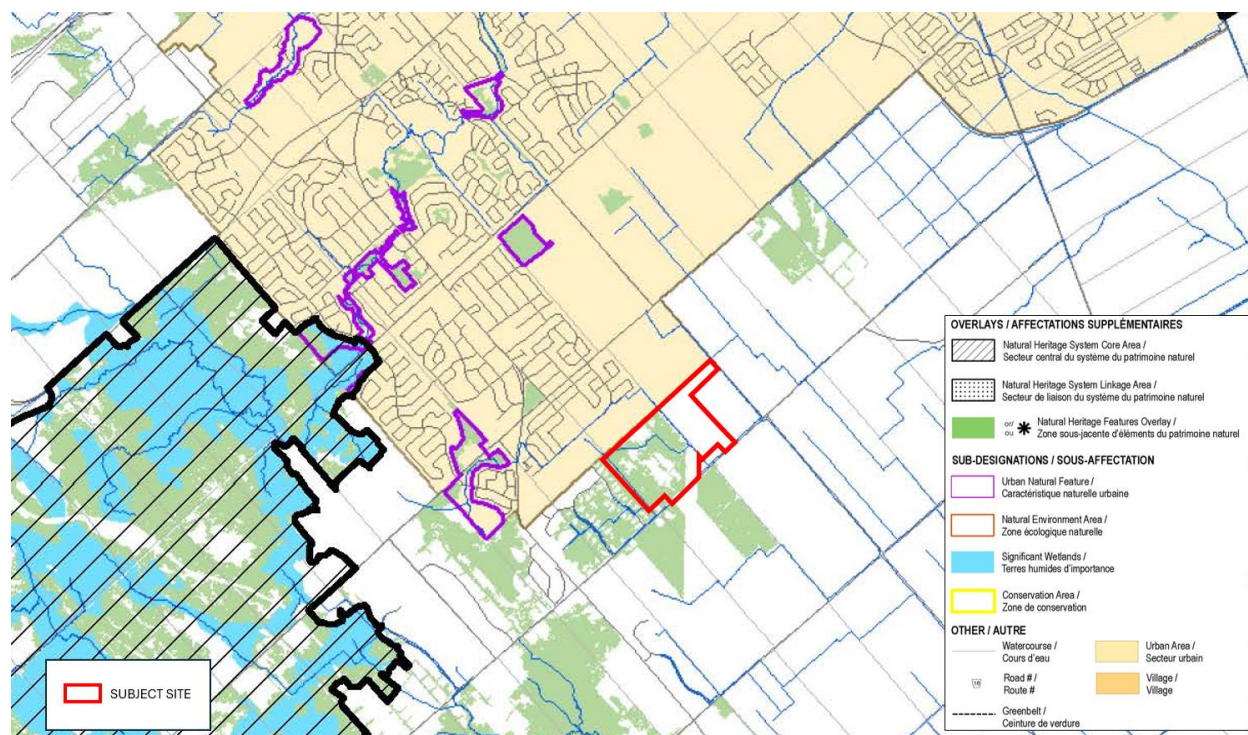 OVERLAYS / AFFECTATIONS SUPPLÉMENTAIRES
Natural Heritage System Core Area /
Secteur central du système du patrimoine naturel
Natural Heritage System Linkage Area /
Secteur de liaison du système du patrimoine naturel
or/
ou
Natural Heritage Features Overlay /
Zone sous-jacente d'éléments du patrimoine naturel
SUB-DESIGNATIONS / SOUS-AFFECTATION
Urban Natural Feature /
Caractéristique naturelle urbaine
Natural Environment Area /
Zone écologique naturelle
Significant Wetlands /
Terres humides d'importance
Conservation Area /
Zone de conservation
OTHER / AUTRE
Watercourse /
Cours d'eau
Urban Area /
Secteur urbain
Road # /
Route #
Village /
Village
Greenbelt /
Ceinture de verdure
SUBJECT SITE